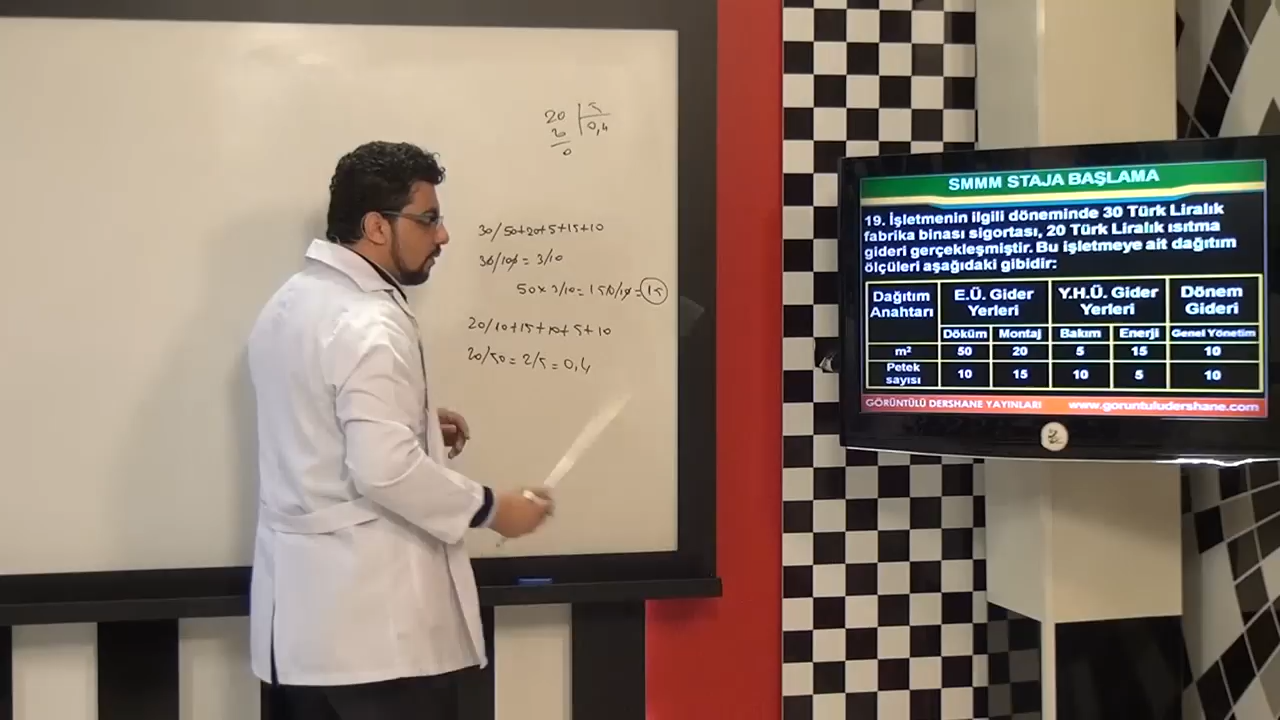 20 5
20 0,4
0
30/50+20+5+15+10
30/100 = 3/10
50 x 3/10 = 150/10 = 15
20/10+15+10+5+10
20/50 = 2/5 = 0,4
SMMM STAJA BAŞLAMA
19. İşletmenin ilgili döneminde 30 Türk Liralık
fabrika binası sigortası, 20 Türk Liralık ısıtma
gideri gerçekleşmiştir. Bu işletmeye ait dağıtım
ölçüleri aşağıdaki gibidir:
Dağıtım Anahtarı E.Ü. Gider Yerleri Y.H.Ü. Gider Yerleri Dönem Gideri
Döküm Montaj Bakım Enerji Genel Yönetim
m² 50 20 5 15 10
Petek sayısı 10 15 10 5 10
GÖRÜNTÜLÜ DERSHANE YAYINLARI www.goruntuludershane.com